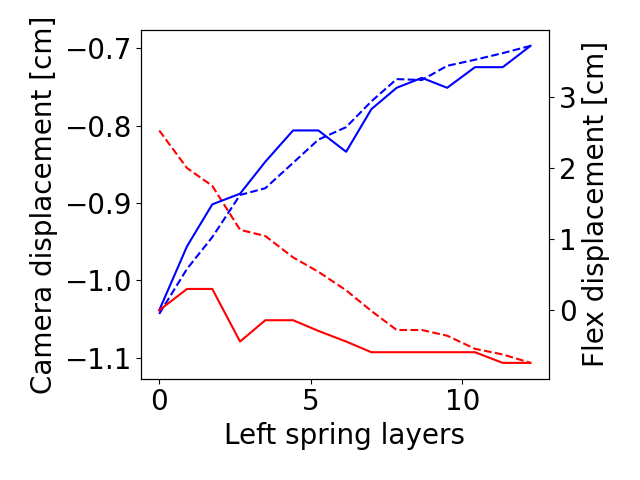 Camera displacement [cm]
−0.7
−0.8
−0.9
−1.0
−1.1
3
2
1
0
Flex displacement [cm]
0 5 10
Left spring layers